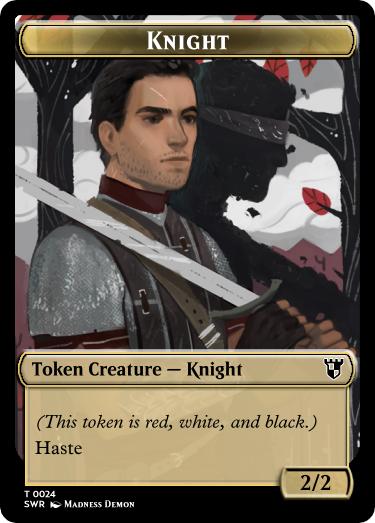 KNIGHT
Token Creature — Knight
(This token is red, white, and black.)
Haste
2/2
T 0024
SWR MADNESS DEMON